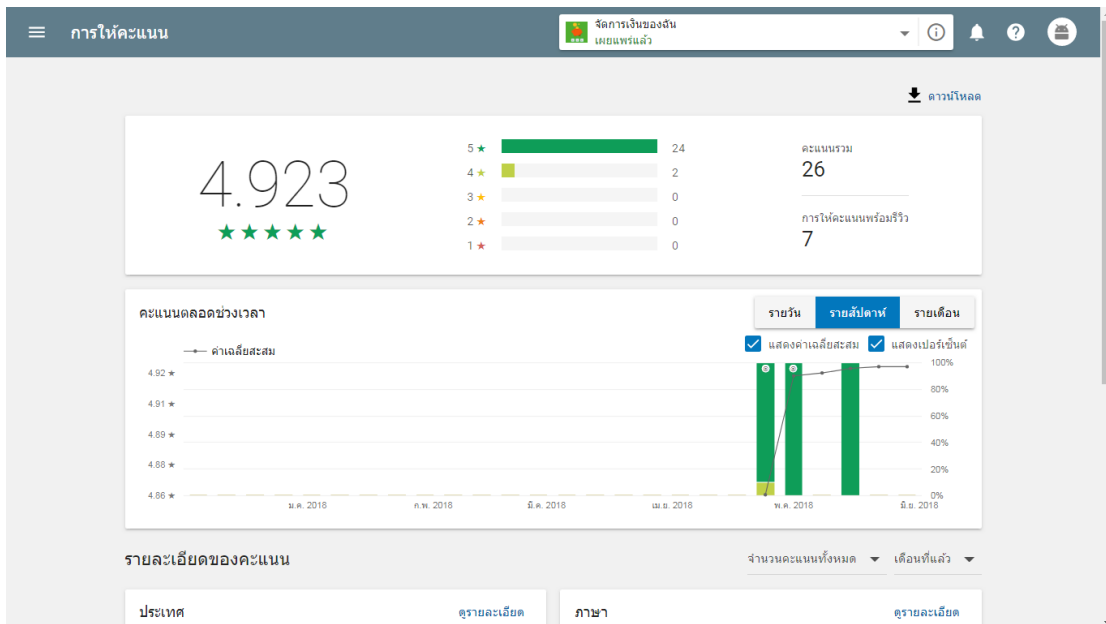 การให้คะแนน
จัดการเงินของฉัน
เผยแพร่แล้ว
ดาวน์โหลด
4.923
5 ★ 24
4 ★ 2
3 ★ 0
2 ★ 0
1 ★ 0
คะแนนรวม
26
การให้คะแนนพร้อมรีวิว
7
คะแนนตลอดช่วงเวลา
รายวัน รายสัปดาห์ รายเดือน
แสดงค่าเฉลี่ยสะสม แสดงเปอร์เซ็นต์
ค่าเฉลี่ยสะสม
4.92 ★ 100%
80%
4.91 ★
60%
4.89 ★
40%
4.88 ★
20%
4.86 ★ 0%
ม.ค. 2018 ก.พ. 2018 มี.ค. 2018 เม.ย. 2018 พ.ค. 2018 มิ.ย. 2018
รายละเอียดของคะแนน
จำนวนคะแนนทั้งหมด เดือนที่แล้ว
ประเทศ ดูรายละเอียด
ภาษา ดูรายละเอียด